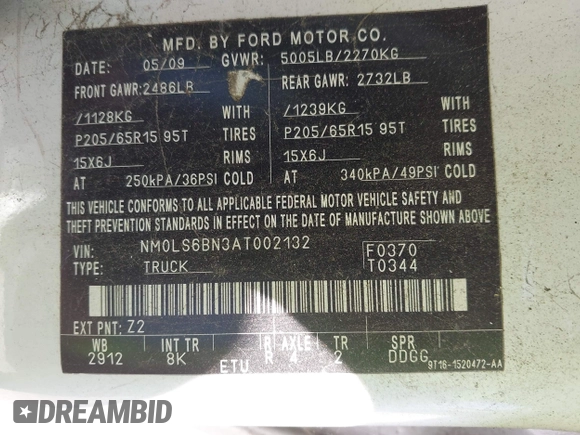 MFD. BY FORD MOTOR CO.
DATE: 05/09 GVWR: 5005LB/2270KG
FRONT GAWR: 2486LB REAR GAWR: 2732LB
/1128KG WITH /1239KG WITH
P205/65R15 95T TIRES P205/65R15 95T TIRES
15X6J RIMS 15X6J RIMS
AT 250kPA/36PSI COLD AT 340kPA/49PSI COLD
THIS VEHICLE CONFORMS TO ALL APPLICABLE FEDERAL MOTOR VEHICLE SAFETY AND
THEFT PREVENTION STANDARDS IN EFFECT ON THE DATE OF MANUFACTURE SHOWN ABOVE.
VIN: NM0LS6BN3AT002132 F0370
TYPE: TRUCK T0344
EXT PNT: Z2
WB INT TR R AXLE TR SPR
2912 8K R 4 2 DDGG
ETU 9T16-1520472-AA
DREAMBID DREAMBID